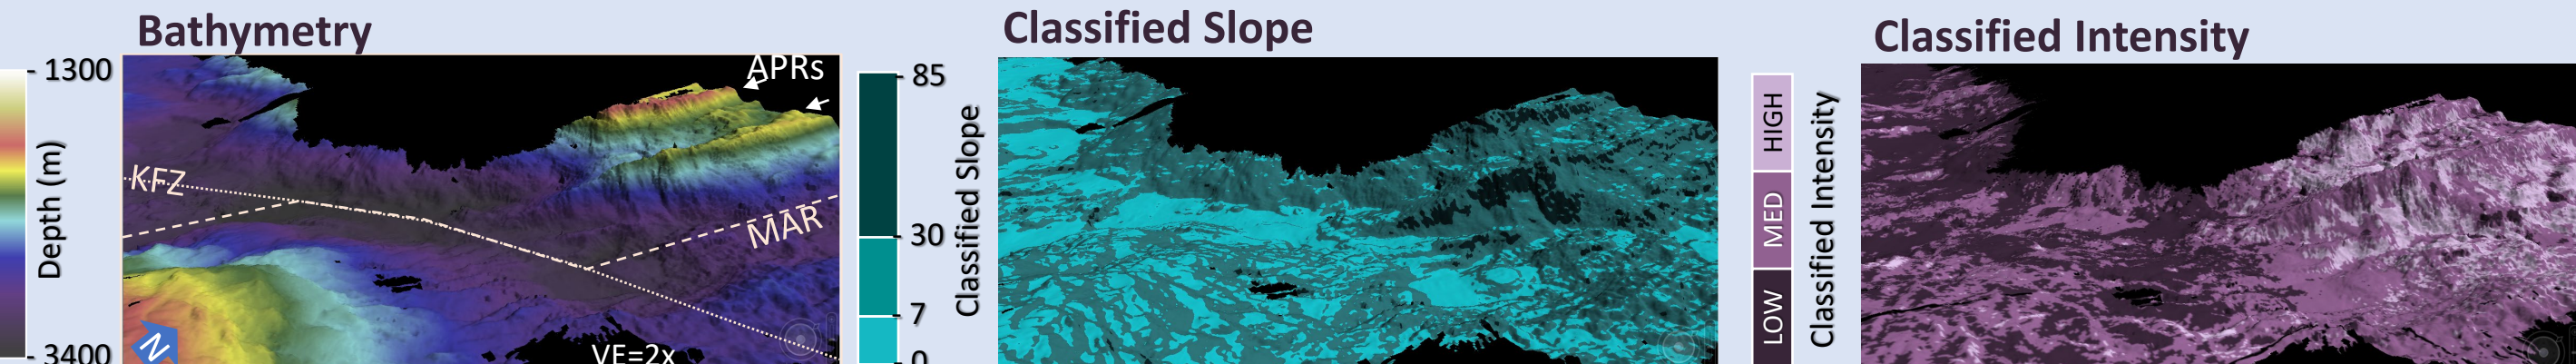 Bathymetry
1300
Depth (m)
3400
APRs
KFZ
MAR
N
VE=2x
Classified Slope
85
30
7
0
Classified Slope
Classified Intensity
HIGH
MED
LOW
Classified Intensity